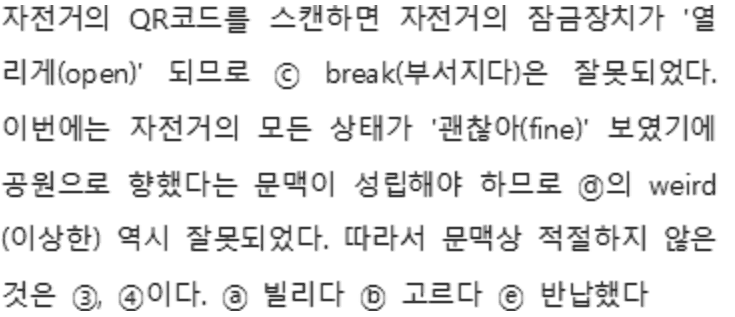 자전거의 QR코드를 스캔하면 자전거의 잠금장치가 '열
리게(open)' 되므로 ⓒ break(부서지다)은 잘못되었다.
이번에는 자전거의 모든 상태가 '괜찮아(fine)' 보였기에
공원으로 향했다는 문맥이 성립해야 하므로 ⓓ의 weird
(이상한) 역시 잘못되었다. 따라서 문맥상 적절하지 않은
것은 ③, ④이다. ⓐ 빌리다 ⓑ 고르다 ⓔ 반납했다